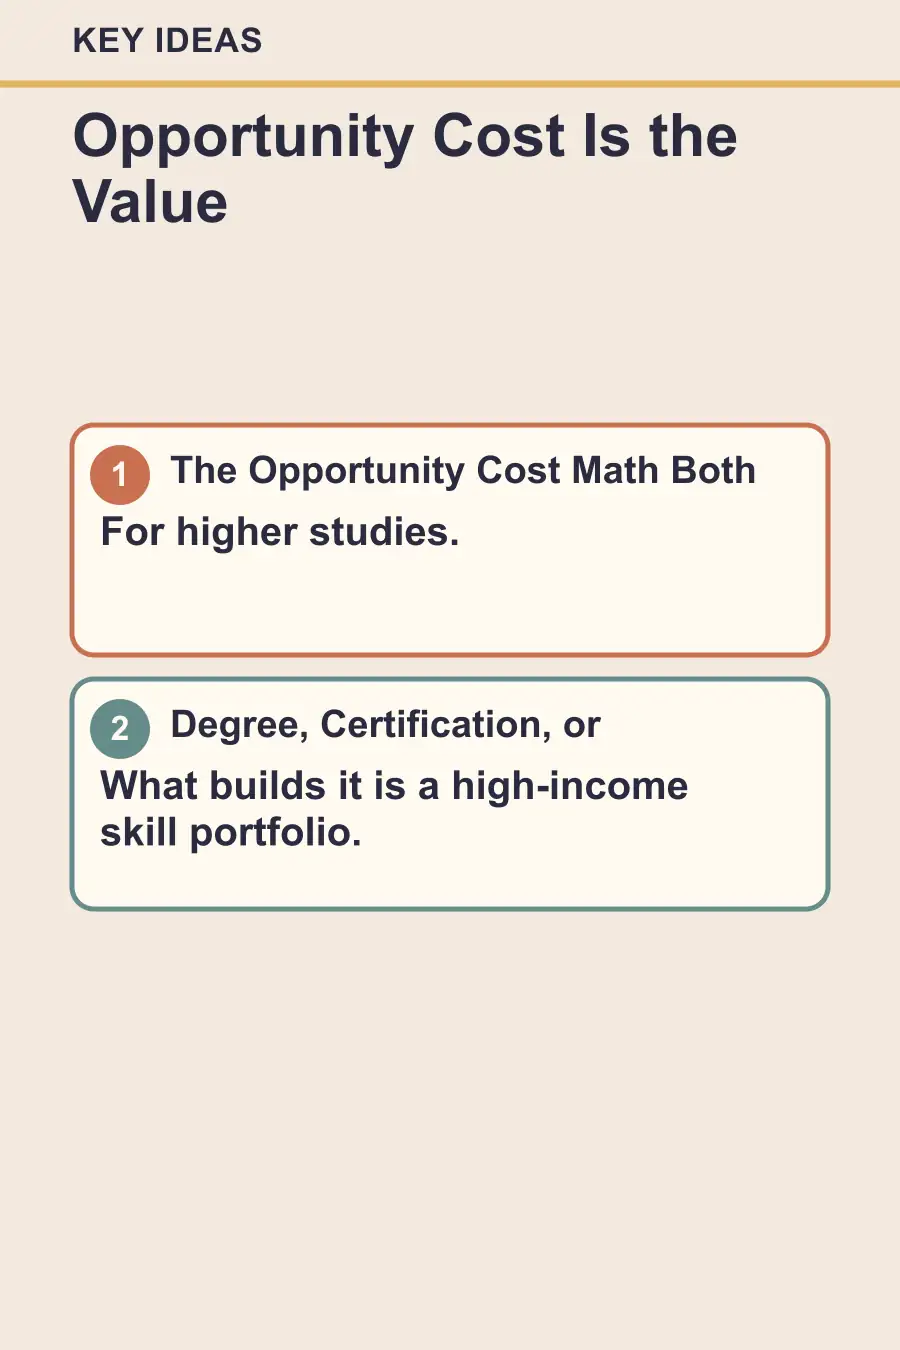 KEY IDEAS
Opportunity Cost Is the
Value
1 The Opportunity Cost Math Both
For higher studies.
2 Degree, Certification, or
What builds it is a high-income
skill portfolio.